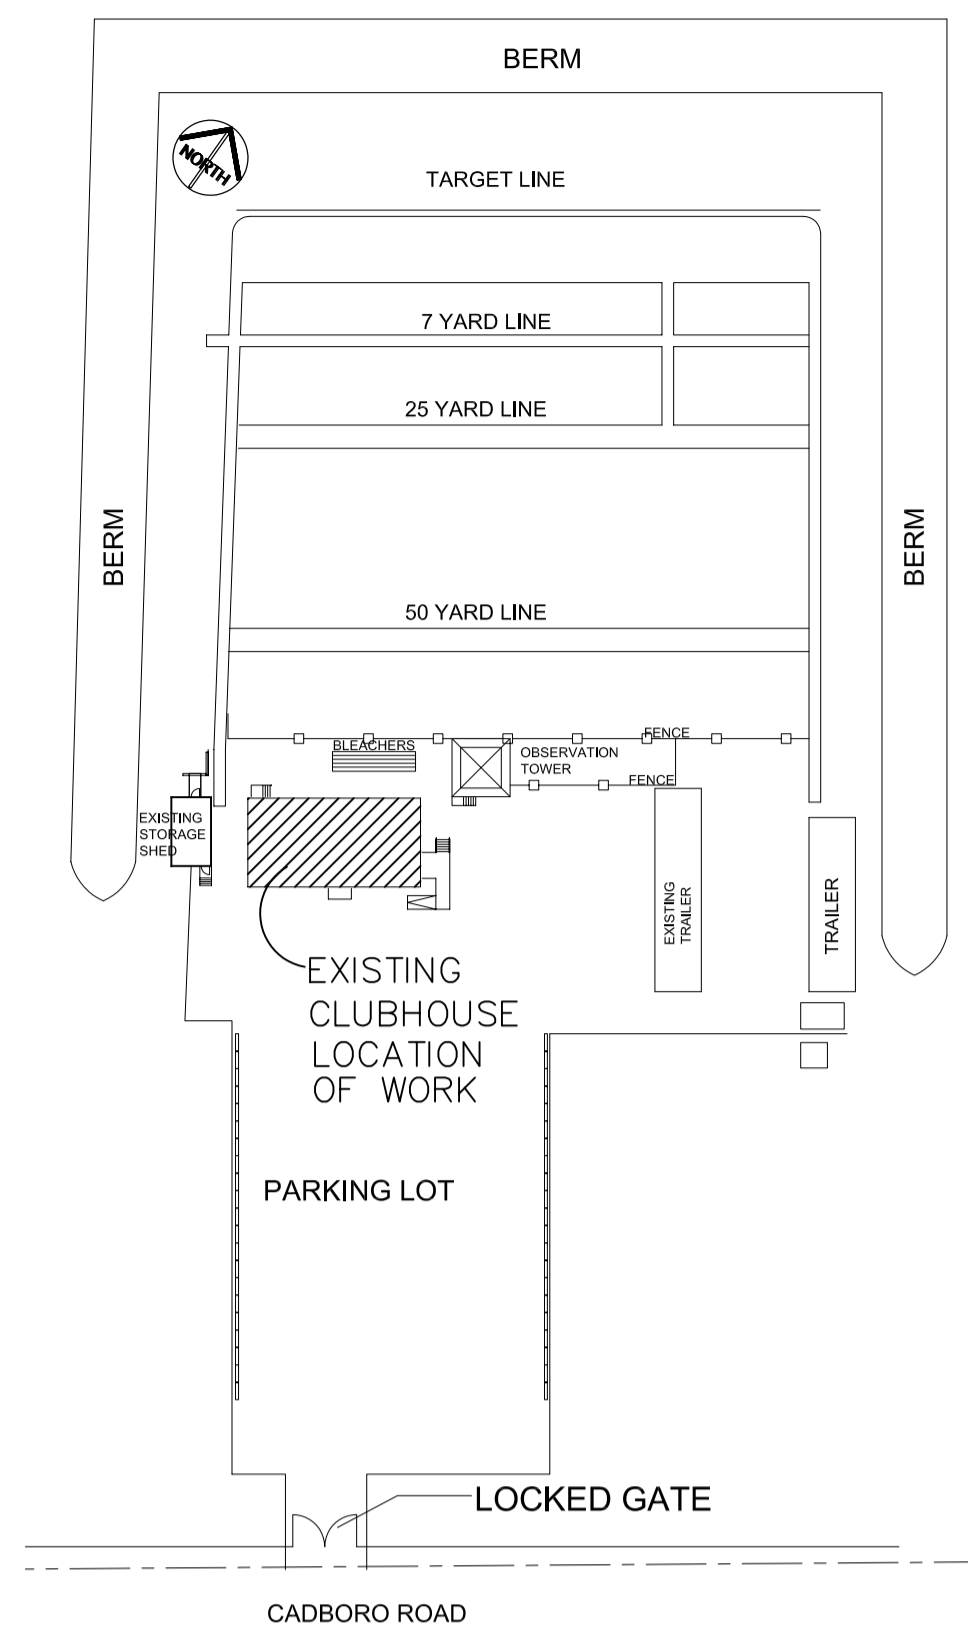 BERM
NORTH
TARGET LINE
7 YARD LINE
25 YARD LINE
BERM
BERM
50 YARD LINE
FENCE
BLEACHERS
OBSERVATION
TOWER
FENCE
EXISTING
STORAGE
SHED
EXISTING
TRAILER
TRAILER
EXISTING
CLUBHOUSE
LOCATION
OF WORK
PARKING LOT
LOCKED GATE
CADBORO ROAD